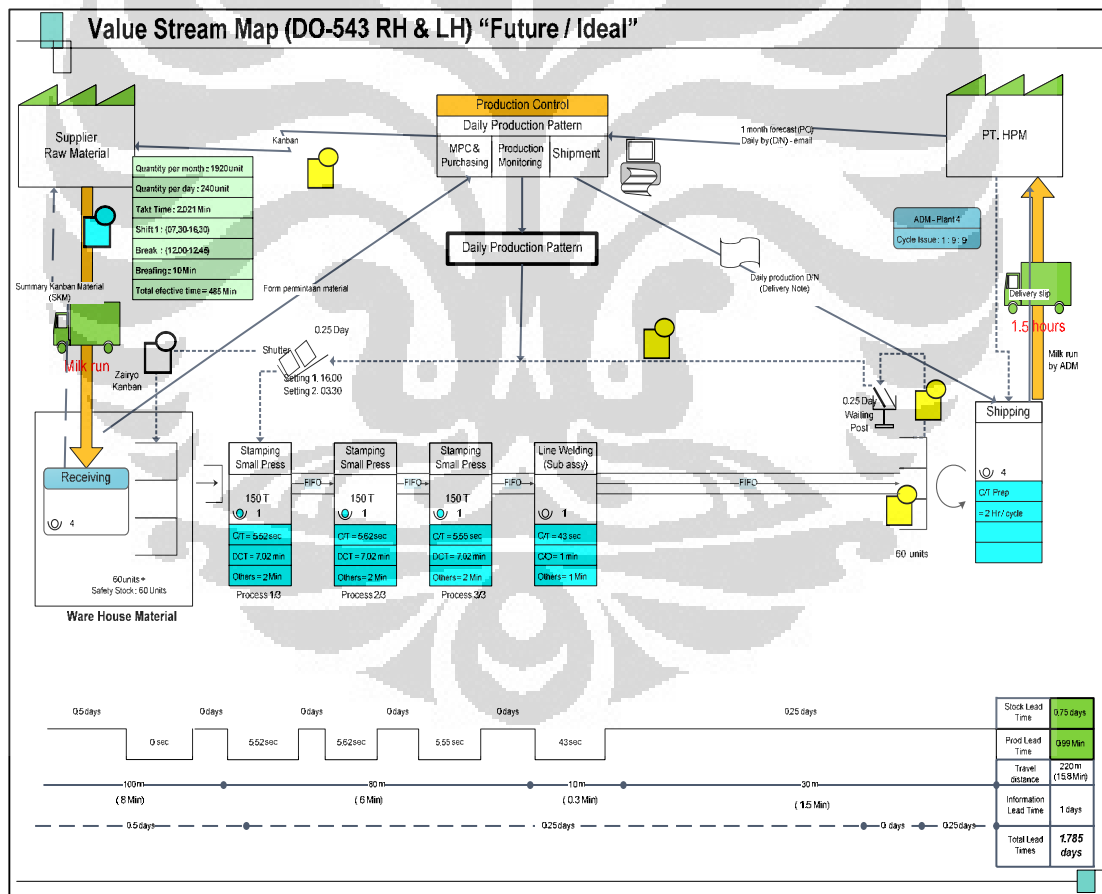 Value Stream Map (DO-543 RH & LH) “Future / Ideal”
Supplier
Raw Material
Kanban
Production Control
Daily Production Pattern
MPC &
Purchasing
Production
Monitoring
Shipment
1 month forecast (PC)
Daily by (D/N) - email
PT. HPM
Quantity per month : 1920unit
Quantity per day : 240unit
Takt Time : 2.021 Min
Shift 1 : (07,30-16,30)
Break : (12.00-12.45)
Breafing : 10 Min
Total efective time = 485 Min
Daily Production Pattern
ADM - Plant 4
Cycle Issue : 1 : 9 : 9
Summary Kanban Material
(SKM)
Form permintaan material
Daily production D/N
(Delivery Note)
Delivery slip
1.5 hours
Milk run
Zairyo
Kanban
0.25 Day
Shutter
Setting 1. 16.00
Setting 2. 03.30
Milk run
by ADM
0.25 Day
Waiting
Post
Receiving
4
60units +
Safety Stock : 60 Units
Ware House Material
Stamping
Small Press
150 T
1
C/T = 5.52 sec
DCT = 7.02 min
Others = 2 Min
Process 1/3
FIFO
Stamping
Small Press
150 T
1
C/T = 5.62 sec
DCT = 7.02 min
Others = 2 Min
Process 2/3
FIFO
Stamping
Small Press
150 T
1
C/T = 5.55 sec
DCT = 7.02 min
Others = 2 Min
Process 3/3
FIFO
Line Welding
(Sub assy)
1
C/T = 43 sec
C/O = 1 min
Others = 1 Min
FIFO
60 units
Shipping
4
C/T Prep
= 2 Hr / cycle
0.5 days
0 days
0 days
0 days
0 days
0.25 days
0 sec
5.52 sec
5.62 sec
5.55 sec
43 sec
100 m
80 m
10 m
30 m
( 8 Min)
( 6 Min)
( 0.3 Min)
( 1.5 Min)
0.5 days
0.25 days
0 days
0.25 days
Stock Lead
Time
0,75 days
Prod Lead
Time
0.99 Min
Travel
distance
220 m
(15.8 Min)
Information
Lead Time
1 days
Total Lead
Times
1.785
days